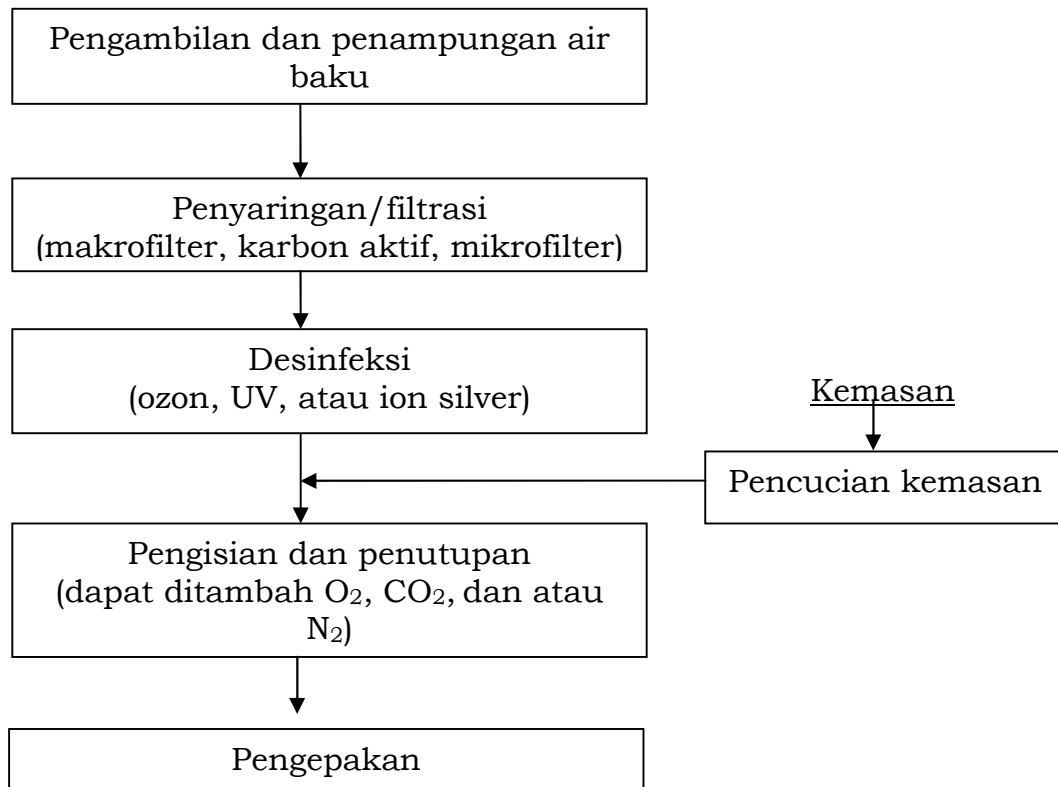 Pengambilan dan penampungan air
baku
Penyaringan/filtrasi
(makrofilter, karbon aktif, mikrofilter)
Desinfeksi
(ozon, UV, atau ion silver)
Kemasan
Pencucian kemasan
Pengisian dan penutupan
(dapat ditambah O₂, CO₂, dan atau
N₂)
Pengepakan